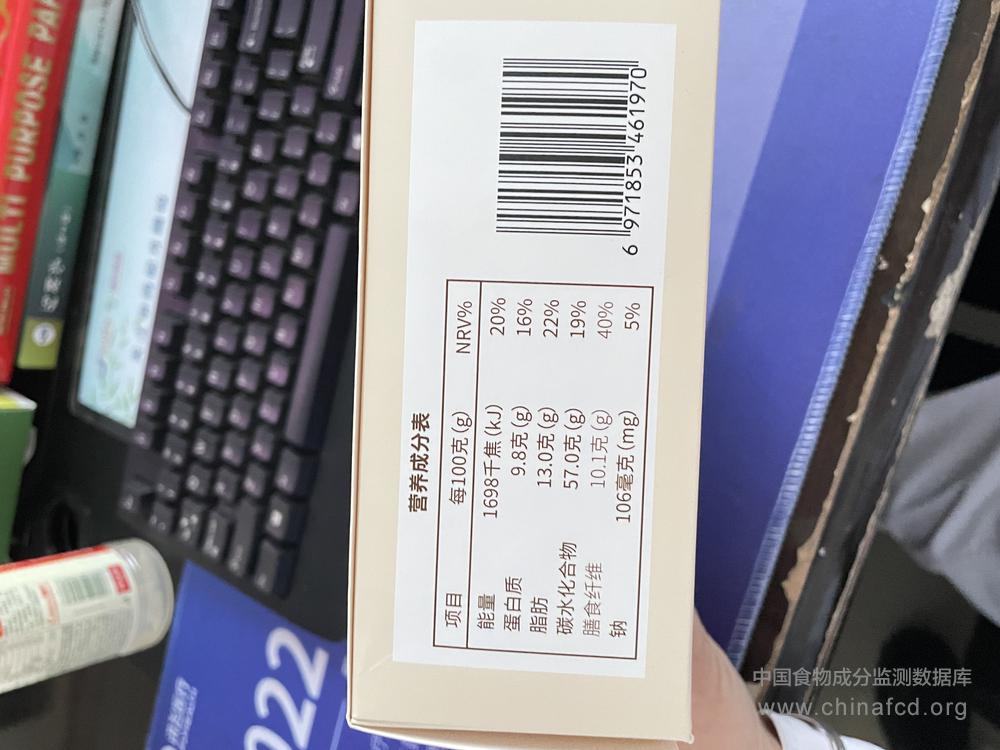 营养成分表
项目 每100克(g) NRV%
能量 1698千焦(kJ) 20%
蛋白质 9.8克(g) 16%
脂肪 13.0克(g) 22%
碳水化合物 57.0克(g) 19%
膳食纤维 10.1克(g) 40%
钠 106毫克(mg) 5%
6 971853 461970
MULTI PURPOSE PAP
022
中国食物成分监测数据库
www.chinafcd.org